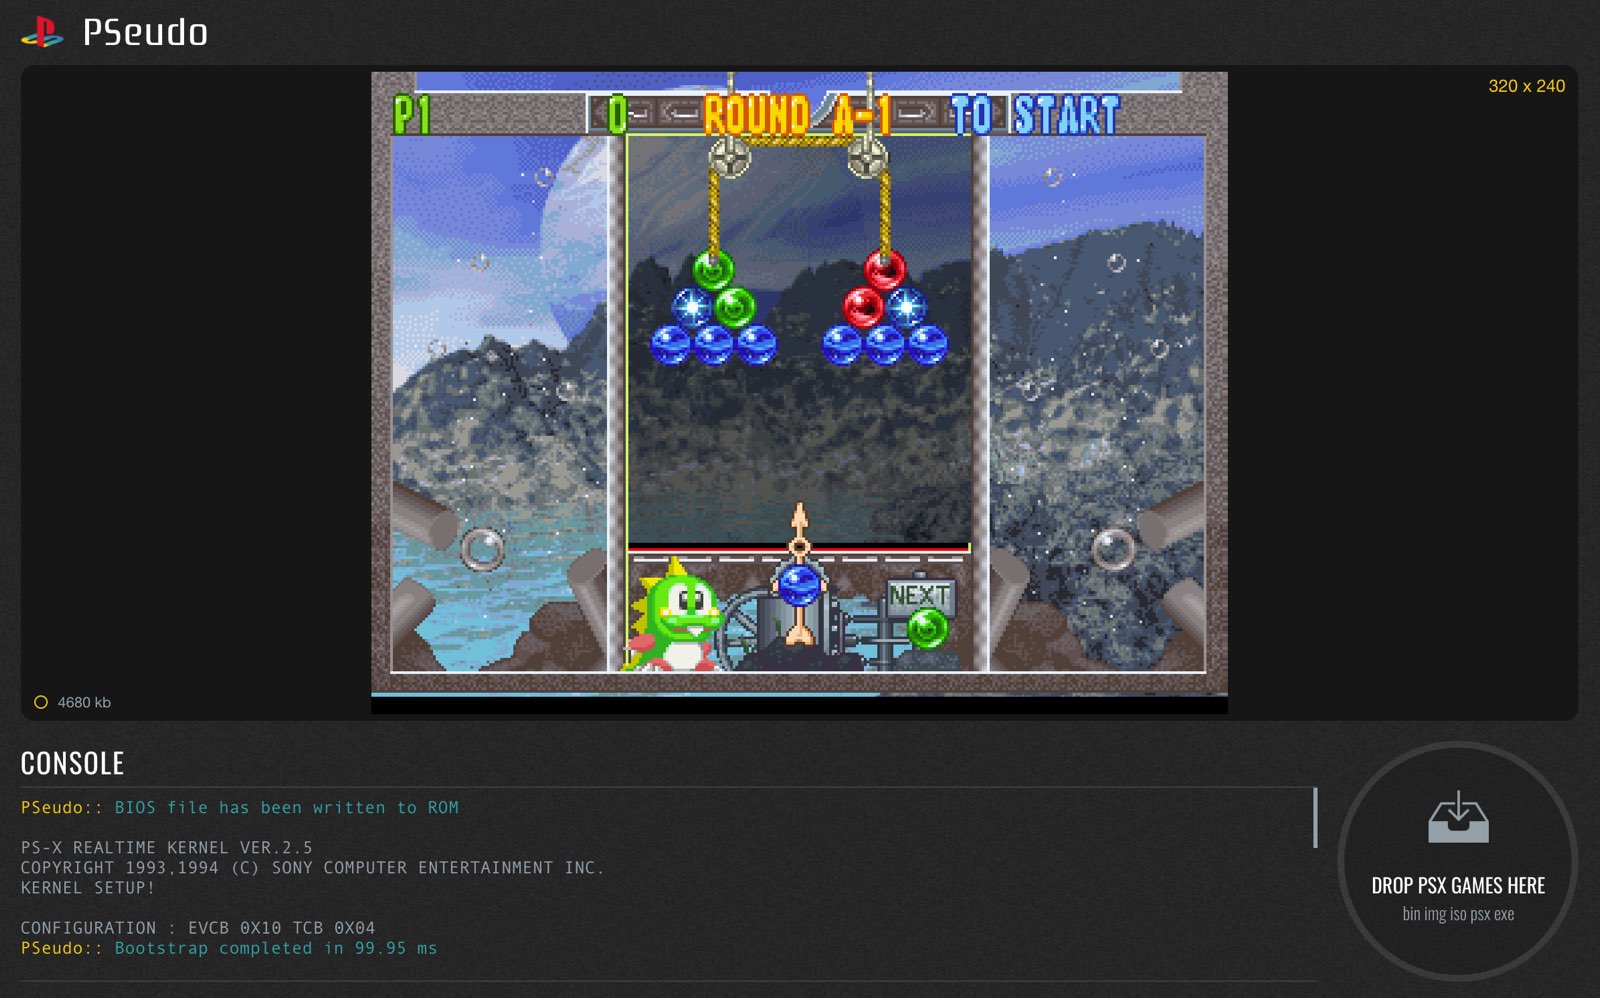 PSeudo
320 x 240
P1 0 ROUND A-1 TO START
NEXT
4680 kb
CONSOLE
PSeudo:: BIOS file has been written to ROM
PS-X REALTIME KERNEL VER.2.5
COPYRIGHT 1993,1994 (C) SONY COMPUTER ENTERTAINMENT INC.
KERNEL SETUP!
CONFIGURATION : EVCB 0X10 TCB 0X04
PSeudo:: Bootstrap completed in 99.95 ms
DROP PSX GAMES HERE
bin img iso psx exe